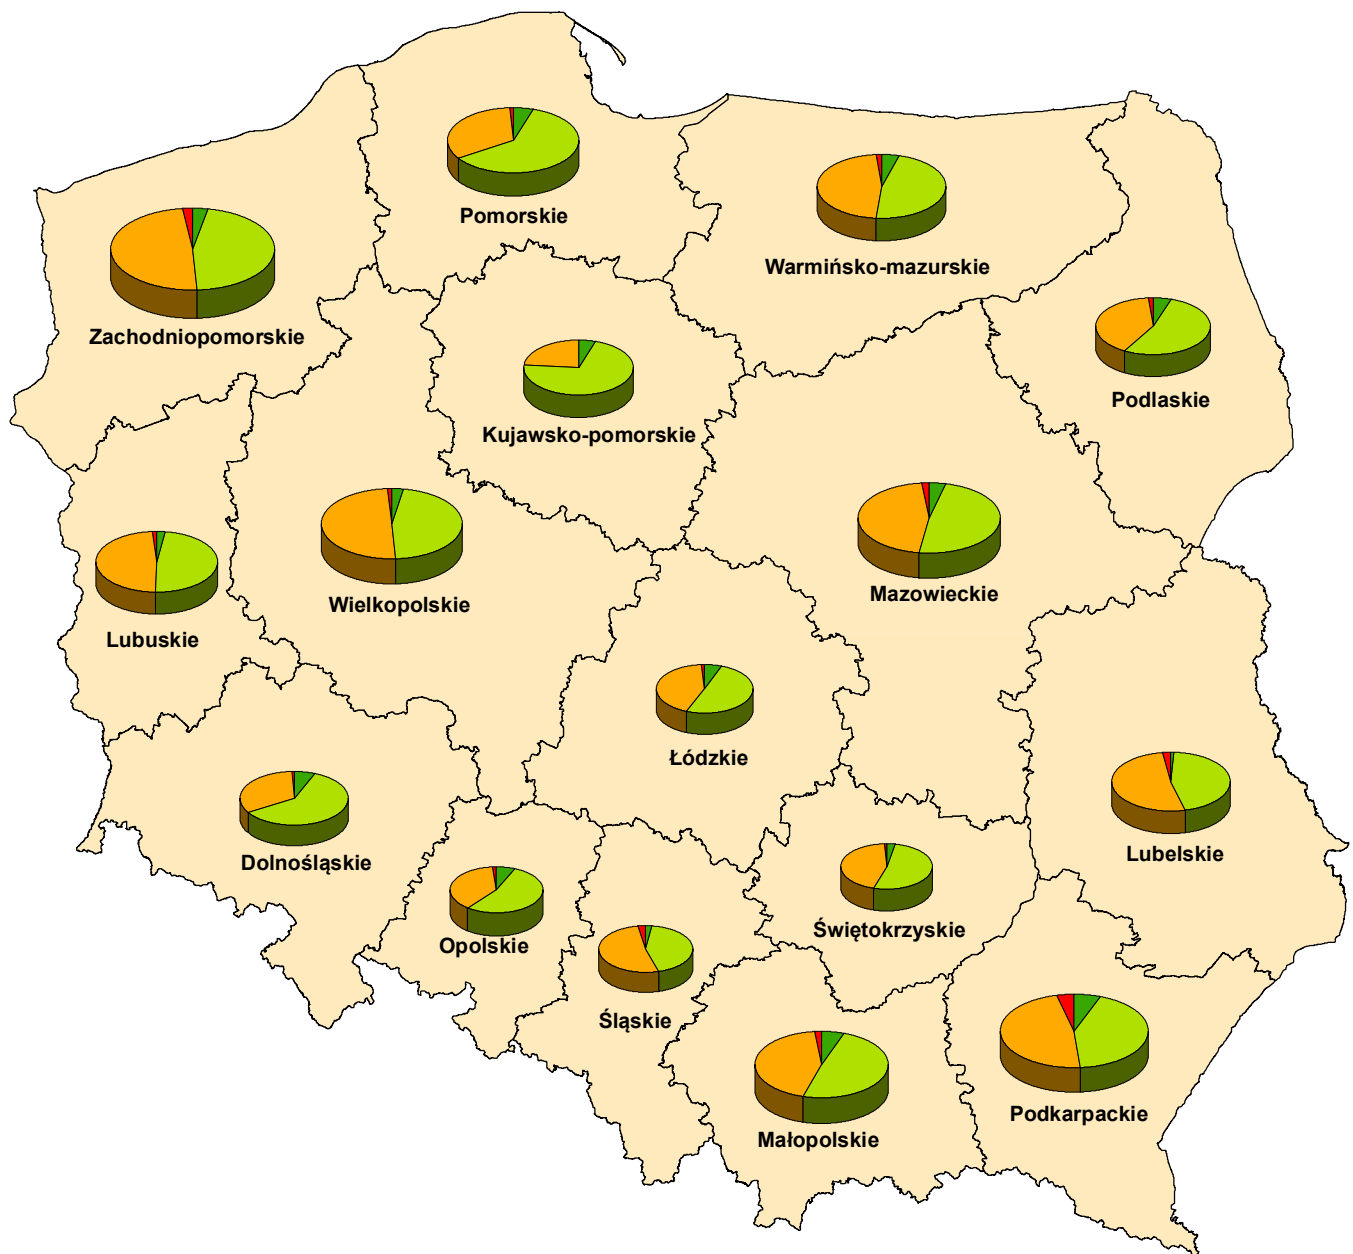 Pomorskie
Warmińsko-mazurskie
Zachodniopomorskie
Podlaskie
Kujawsko-pomorskie
Mazowieckie
Wielkopolskie
Lubuskie
Łódzkie
Lubelskie
Dolnośląskie
Świętokrzyskie
Opolskie
Śląskie
Podkarpackie
Małopolskie